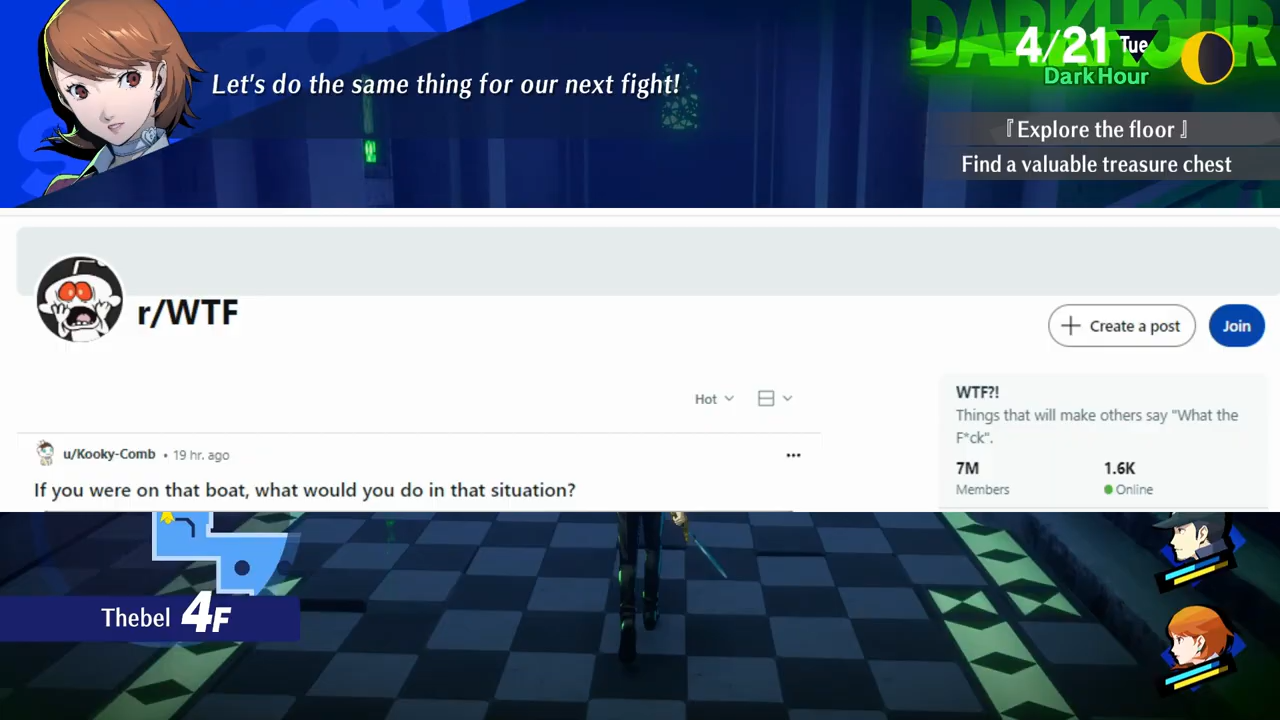 Let's do the same thing for our next fight!
DARKHOUR
4/21 Tue
Dark Hour
『Explore the floor』
Find a valuable treasure chest
r/WTF
Create a post
Join
Hot
WTF?!
Things that will make others say "What the
F*ck".
7M
Members
1.6K
Online
u/Kooky-Comb • 19 hr. ago
If you were on that boat, what would you do in that situation?
Thebel 4F